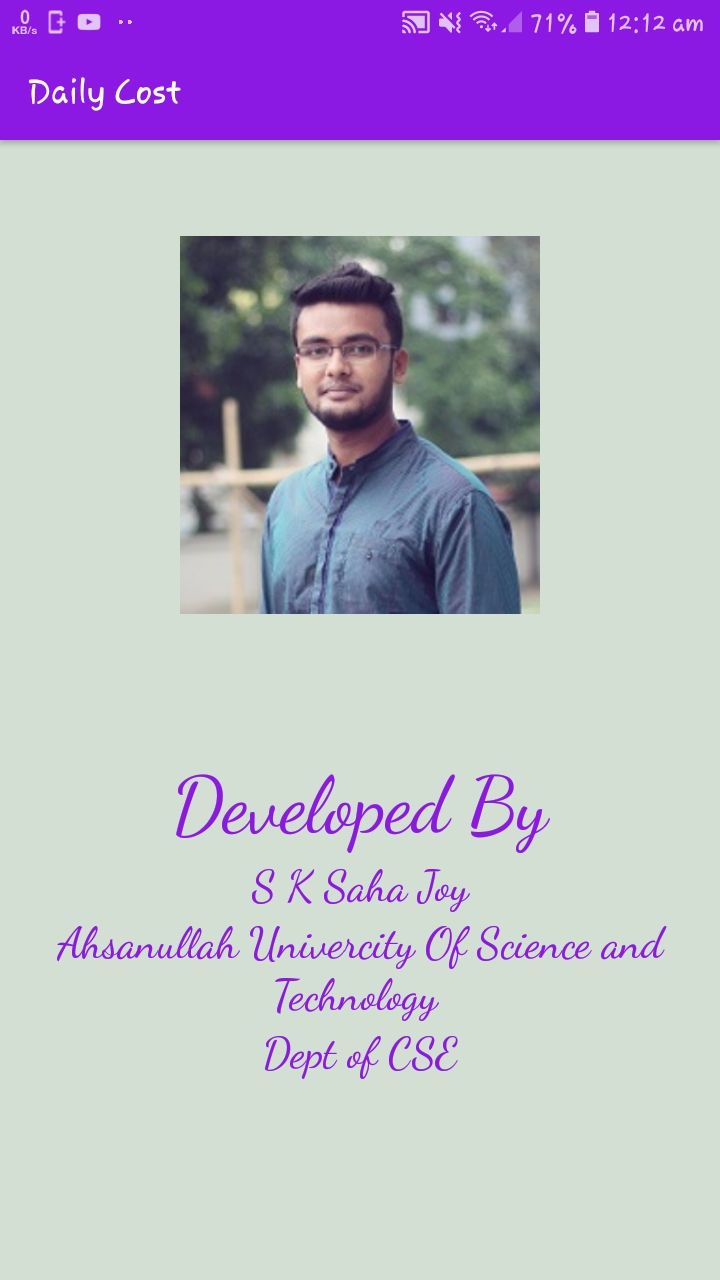 0
KB/s
71% 12:12 am
Daily Cost
Developed By
S K Saha Joy
Ahsanullah Univercity Of Science and
Technology
Dept of CSE